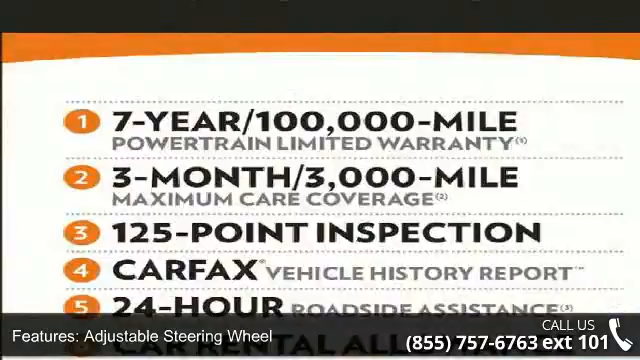 1 7-YEAR/100,000-MILE
POWERTRAIN LIMITED WARRANTY(1)
2 3-MONTH/3,000-MILE
MAXIMUM CARE COVERAGE(2)
3 125-POINT INSPECTION
4 CARFAX® VEHICLE HISTORY REPORT™
5 24-HOUR ROADSIDE ASSISTANCE(3)
CAR RENTAL
Features: Adjustable Steering Wheel
CALL US
(855) 757-6763 ext 101